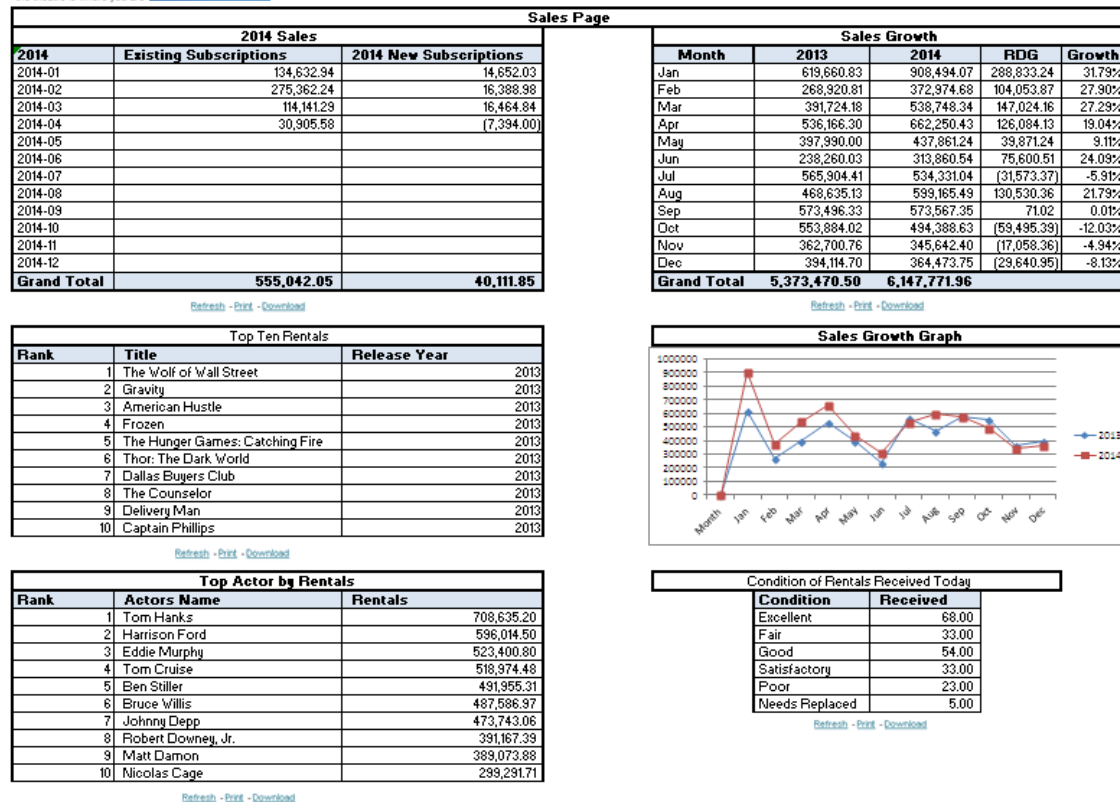 Sales Page
2014 Sales
2014 Existing Subscriptions 2014 New Subscriptions
2014-01 134,632.94 14,652.03
2014-02 275,362.24 16,388.98
2014-03 114,141.29 16,464.84
2014-04 30,905.58 (7,394.00)
2014-05
2014-06
2014-07
2014-08
2014-09
2014-10
2014-11
2014-12
Grand Total 555,042.05 40,111.85
Refresh - Print - Download
Sales Growth
Month 2013 2014 RDG Growth
Jan 619,660.83 908,494.07 288,833.24 31.79%
Feb 268,920.81 372,974.68 104,053.87 27.90%
Mar 391,724.18 538,748.34 147,024.16 27.29%
Apr 536,166.30 662,250.43 126,084.13 19.04%
May 397,990.00 437,861.24 39,871.24 9.11%
Jun 238,260.03 313,860.54 75,600.51 24.09%
Jul 565,904.41 534,331.04 (31,573.37) -5.91%
Aug 468,635.13 599,165.49 130,530.36 21.79%
Sep 573,496.33 573,567.35 71.02 0.01%
Oct 553,884.02 494,388.63 (59,495.39) -12.03%
Nov 362,700.76 345,642.40 (17,058.36) -4.94%
Dec 394,114.70 364,473.75 (29,640.95) -8.13%
Grand Total 5,373,470.50 6,147,771.96
Refresh - Print - Download
Top Ten Rentals
Rank Title Release Year
1 The Wolf of Wall Street 2013
2 Gravity 2013
3 American Hustle 2013
4 Frozen 2013
5 The Hunger Games: Catching Fire 2013
6 Thor: The Dark World 2013
7 Dallas Buyers Club 2013
8 The Counselor 2013
9 Delivery Man 2013
10 Captain Phillips 2013
Refresh - Print - Download
Sales Growth Graph
1000000
900000
800000
700000
600000
500000
400000
300000
200000
100000
0
Month Jan Feb Mar Apr May Jun Jul Aug Sep Oct Nov Dec
2013
2014
Top Actor by Rentals
Rank Actors Name Rentals
1 Tom Hanks 708,635.20
2 Harrison Ford 596,014.50
3 Eddie Murphy 523,400.80
4 Tom Cruise 518,974.48
5 Ben Stiller 491,955.31
6 Bruce Willis 487,586.97
7 Johnny Depp 473,743.06
8 Robert Downey, Jr. 391,167.39
9 Matt Damon 389,073.88
10 Nicolas Cage 299,291.71
Refresh - Print - Download
Condition of Rentals Received Today
Condition Received
Excellent 68.00
Fair 33.00
Good 54.00
Satisfactory 33.00
Poor 23.00
Needs Replaced 5.00
Refresh - Print - Download